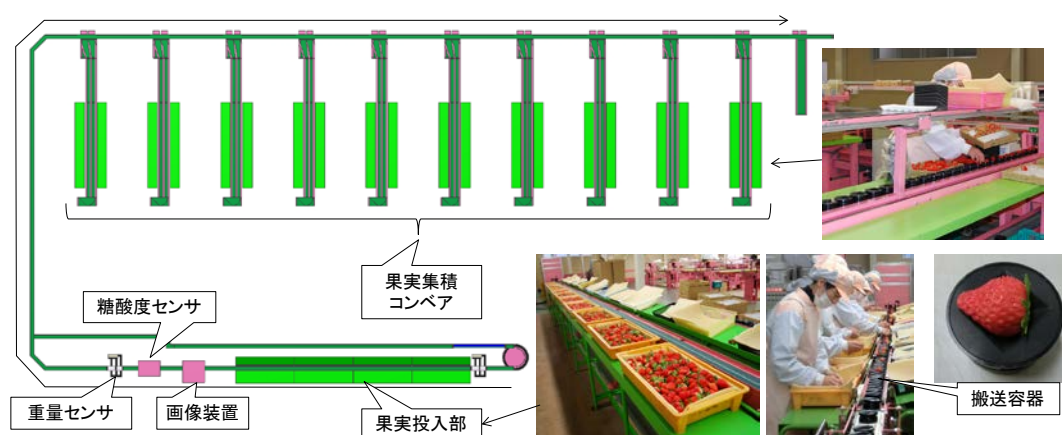 果実集積
コンベア
糖酸度センサ
重量センサ
画像装置
果実投入部
搬送容器